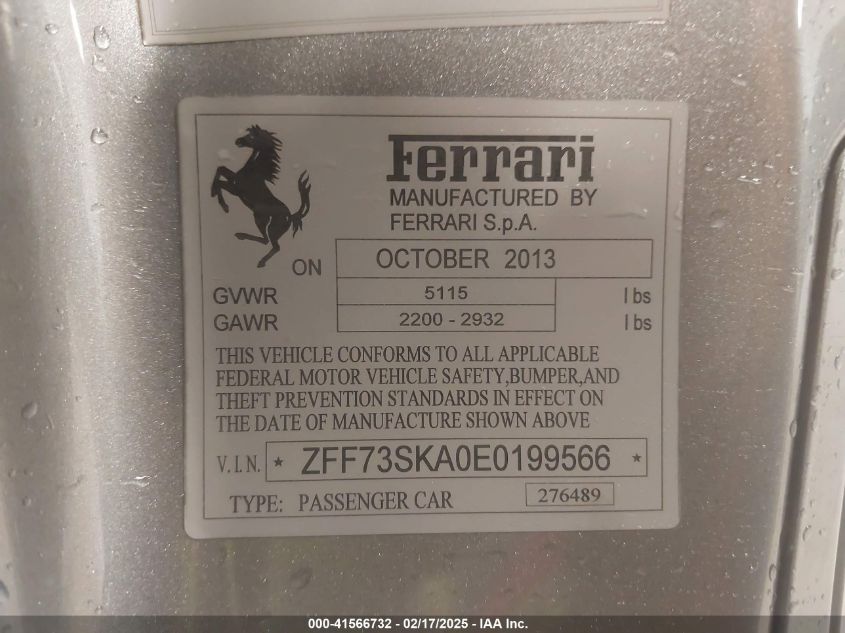 Ferrari
MANUFACTURED BY
FERRARI S.p.A.
ON OCTOBER 2013
GVWR 5115 lbs
GAWR 2200 - 2932 lbs
THIS VEHICLE CONFORMS TO ALL APPLICABLE
FEDERAL MOTOR VEHICLE SAFETY,BUMPER,AND
THEFT PREVENTION STANDARDS IN EFFECT ON
THE DATE OF MANUFACTURE SHOWN ABOVE
V.I.N. * ZFF73SKA0E0199566 *
TYPE: PASSENGER CAR 276489
000-41566732 - 02/17/2025 - IAA Inc.